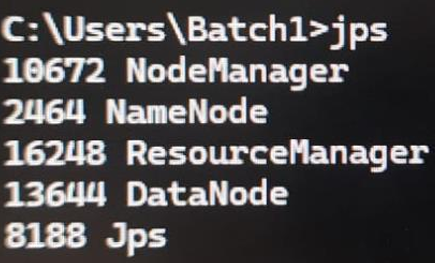 C:\Users\Batch1>jps
10672 NodeManager
2464 NameNode
16248 ResourceManager
13644 DataNode
8188 Jps